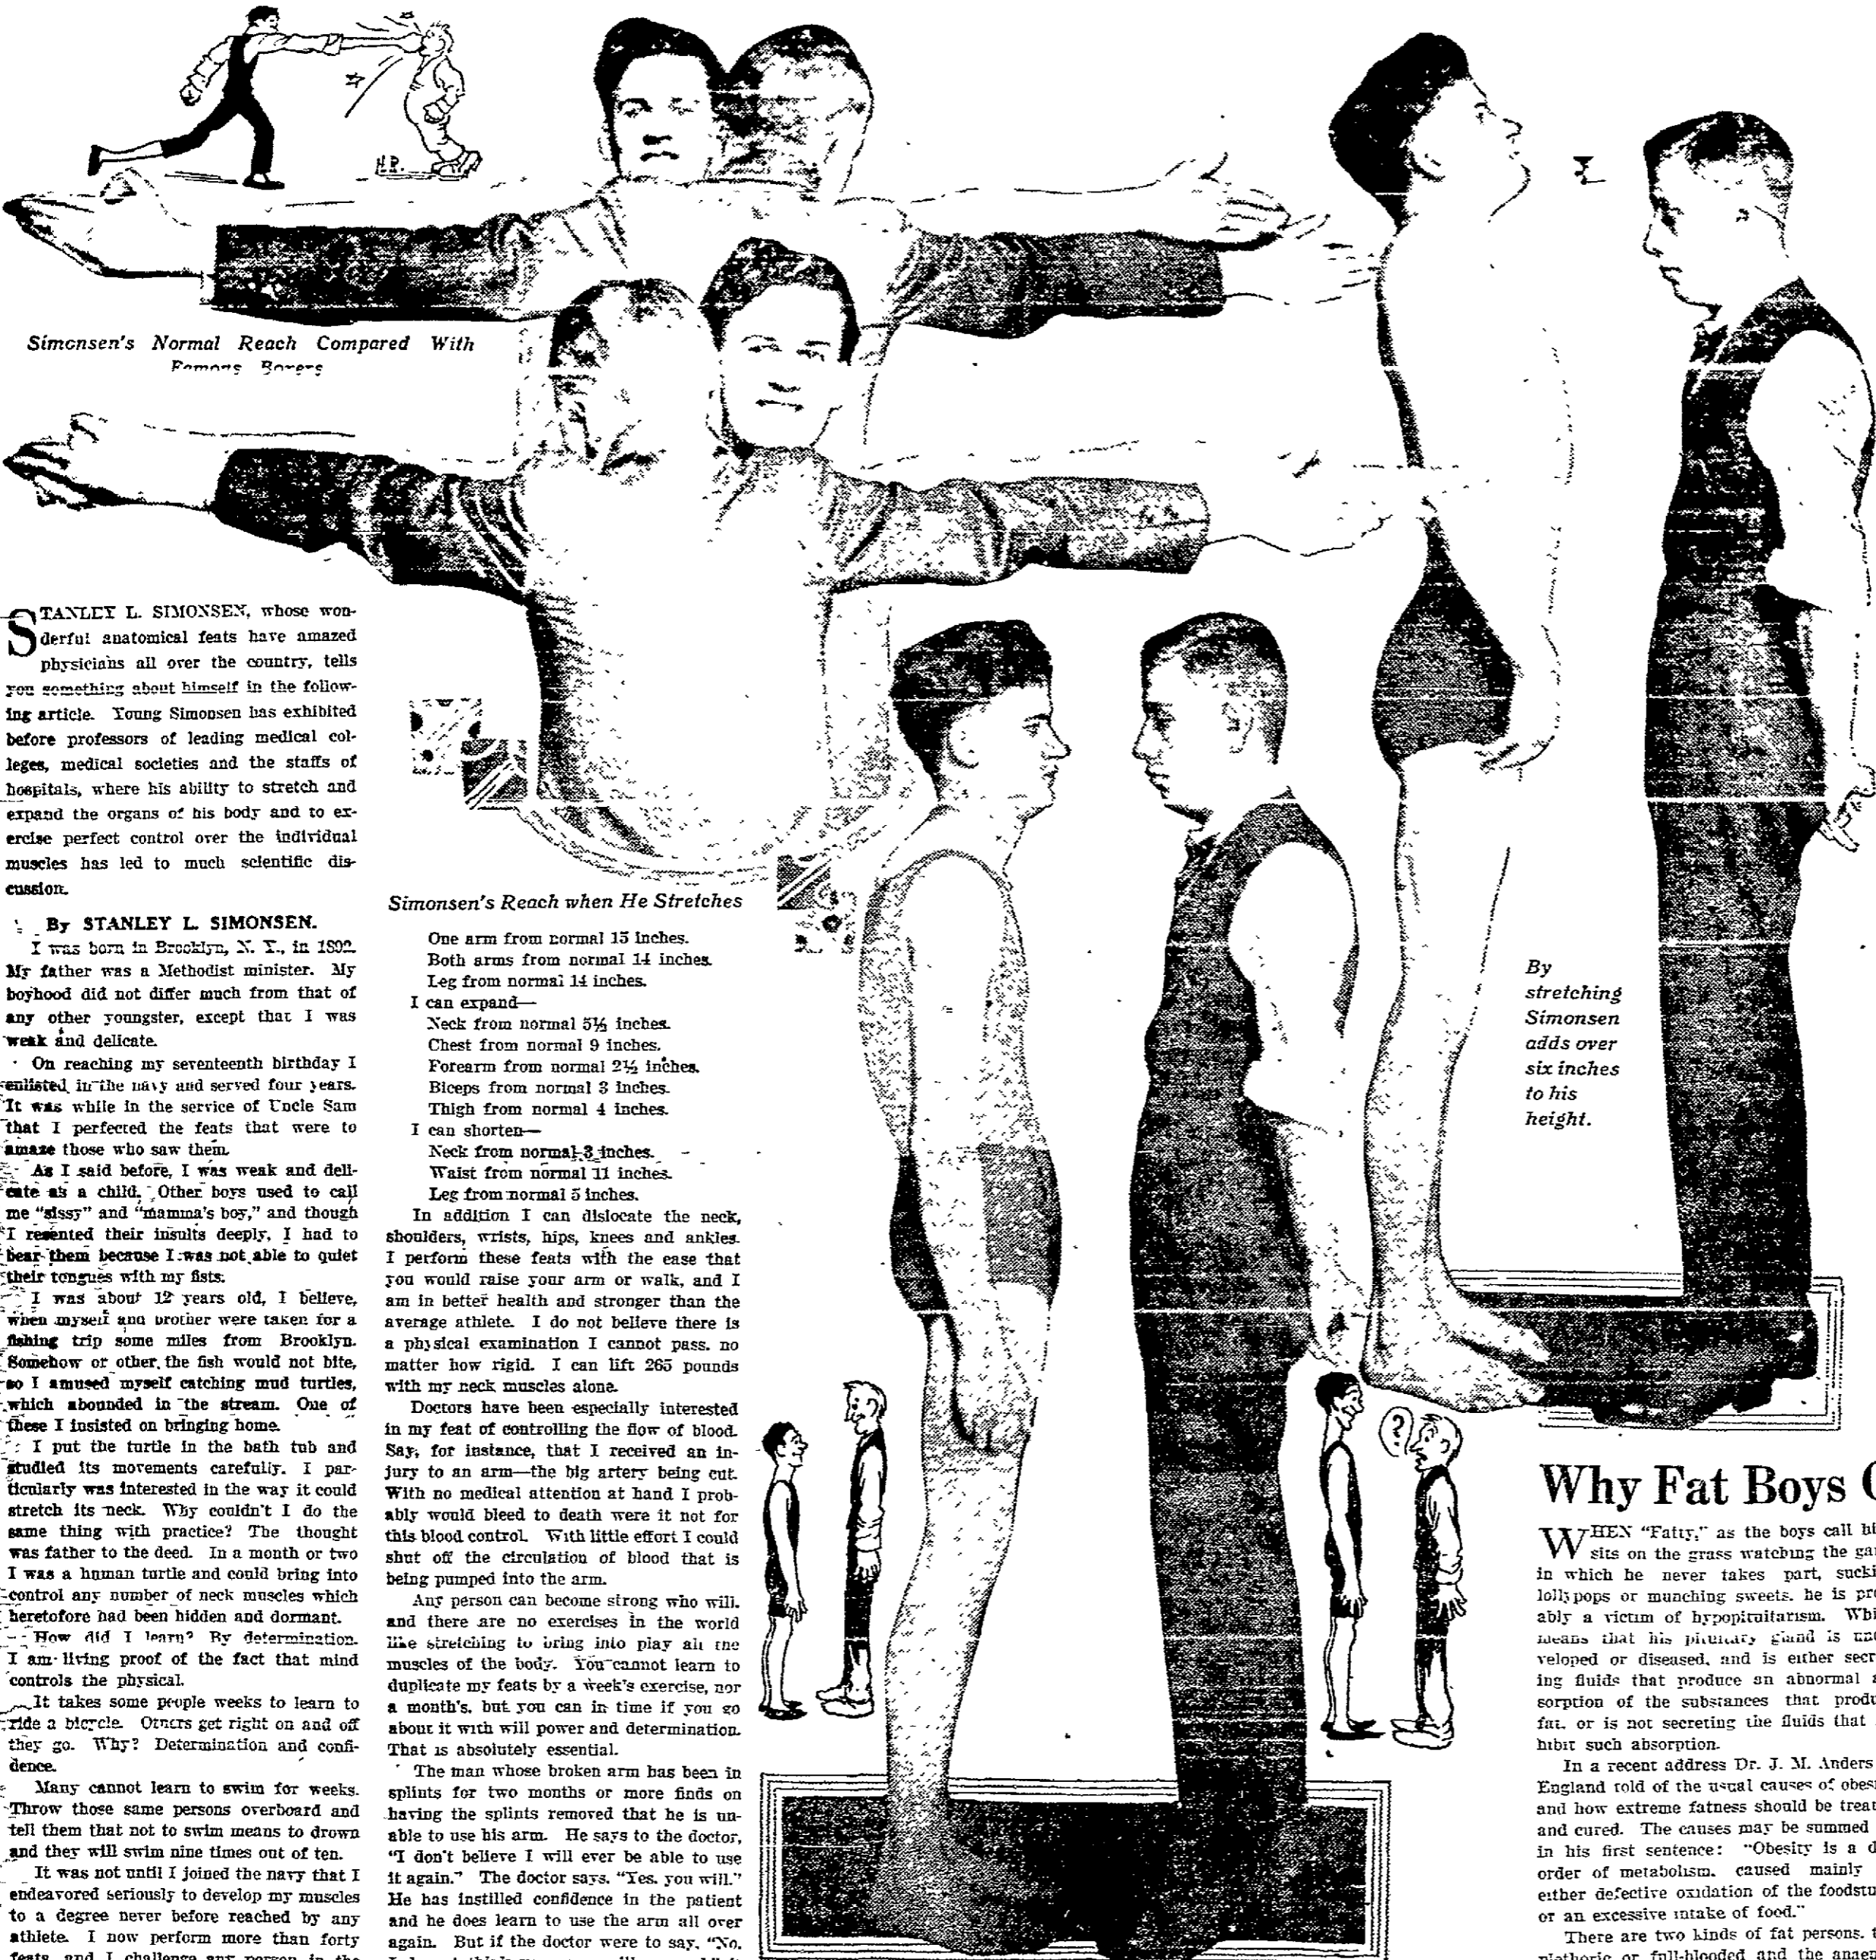 H.P.
Simonsen's Normal Reach Compared With
Famous Boxers
STANLEY L. SIMONSEN, whose won-
derful anatomical feats have amazed
physicians all over the country, tells
you something about himself in the follow-
ing article. Young Simonsen has exhibited
before professors of leading medical col-
leges, medical societies and the staffs of
hospitals, where his ability to stretch and
expand the organs of his body and to ex-
ercise perfect control over the individual
muscles has led to much scientific dis-
cussion.
By STANLEY L. SIMONSEN.
I was born in Brooklyn, N. Y., in
My father was a Methodist minister. My
boyhood did not differ much from that of
any other youngster, except that I was
weak and delicate.
On reaching my seventeenth birthday I
enlisted in the navy and served four years.
It was while in the service of Uncle Sam
that I perfected the feats that were to
amaze those who saw them.
As I said before, I was weak and deli-
cate as a child. Other boys used to call
me "sissy" and "mamma's boy," and though
I resented their insults deeply, I had to
bear them because I was not able to quiet
their tongues with my fists.
I was about 12 years old, I believe,
when myself and brother were taken for a
fishing trip some miles from Brooklyn.
Somehow or other, the fish would not bite,
so I amused myself catching mud turtles,
which abounded in the stream. One of
these I insisted on bringing home.
I put the turtle in the bath tub and
studied its movements carefully. I par-
ticularly was interested in the way it could
stretch its neck. Why couldn't I do the
same thing with practice? The thought
was father to the deed. In a month or two
I was a human turtle and could bring into
control any number of neck muscles which
heretofore had been hidden and dormant.
How did I learn? By determination.
I am living proof of the fact that mind
controls the physical.
It takes some people weeks to learn to
ride a bicycle. Others get right on and off
they go. Why? Determination and confi-
dence.
Many cannot learn to swim for weeks.
Throw those same persons overboard and
tell them that not to swim means to drown
and they will swim nine times out of ten.
It was not until I joined the navy that I
endeavored seriously to develop my muscles
to a degree never before reached by any
athlete. I now perform more than forty
feats, and I challenge any person in the
Simonsen's Reach when He Stretches
One arm from normal 15 inches.
Both arms from normal 14 inches.
Leg from normal 14 inches.
I can expand—
Neck from normal 5½ inches.
Chest from normal 9 inches.
Forearm from normal 2½ inches.
Biceps from normal 3 inches.
Thigh from normal 4 inches.
I can shorten—
Neck from normal 3 inches.
Waist from normal 11 inches.
Leg from normal 5 inches.
In addition I can dislocate the neck,
shoulders, wrists, hips, knees and ankles.
I perform these feats with the ease that
you would raise your arm or walk, and I
am in better health and stronger than the
average athlete. I do not believe there is
a physical examination I cannot pass, no
matter how rigid. I can lift 265 pounds
with my neck muscles alone.
Doctors have been especially interested
in my feat of controlling the flow of blood.
Say, for instance, that I received an in-
jury to an arm—the big artery being cut.
With no medical attention at hand I prob-
ably would bleed to death were it not for
this blood control. With little effort I could
shut off the circulation of blood that is
being pumped into the arm.
Any person can become strong who will,
and there are no exercises in the world
like stretching to bring into play all the
muscles of the body. You cannot learn to
duplicate my feats by a week's exercise, nor
a month's, but you can in time if you go
about it with will power and determination.
That is absolutely essential.
The man whose broken arm has been in
splints for two months or more finds on
having the splints removed that he is un-
able to use his arm. He says to the doctor,
"I don't believe I will ever be able to use
it again." The doctor says, "Yes, you will."
He has instilled confidence in the patient
and he does learn to use the arm all over
again. But if the doctor were to say, "No,
By
stretching
Simonsen
adds over
six inches
to his
height.
?
Why Fat Boys
WHEN "Fatty," as the boys call
sits on the grass watching the
in which he never takes part,
lollypops or munching sweets, he is
ably a victim of hypopituitarism.
means that his pituitary gland is
veloped or diseased, and is either
ing fluids that produce an abnormal
sorption of the substances that
fat, or is not secreting the fluids that
hibit such absorption.
In a recent address Dr. J. M. Anders
England told of the usual causes of
and how extreme fatness should be
and cured. The causes may be summed
in his first sentence: "Obesity is a
order of metabolism, caused mainly
either defective oxidation of the
or an excessive intake of food."
There are two kinds of fat persons.
plethoric or full-blooded and the